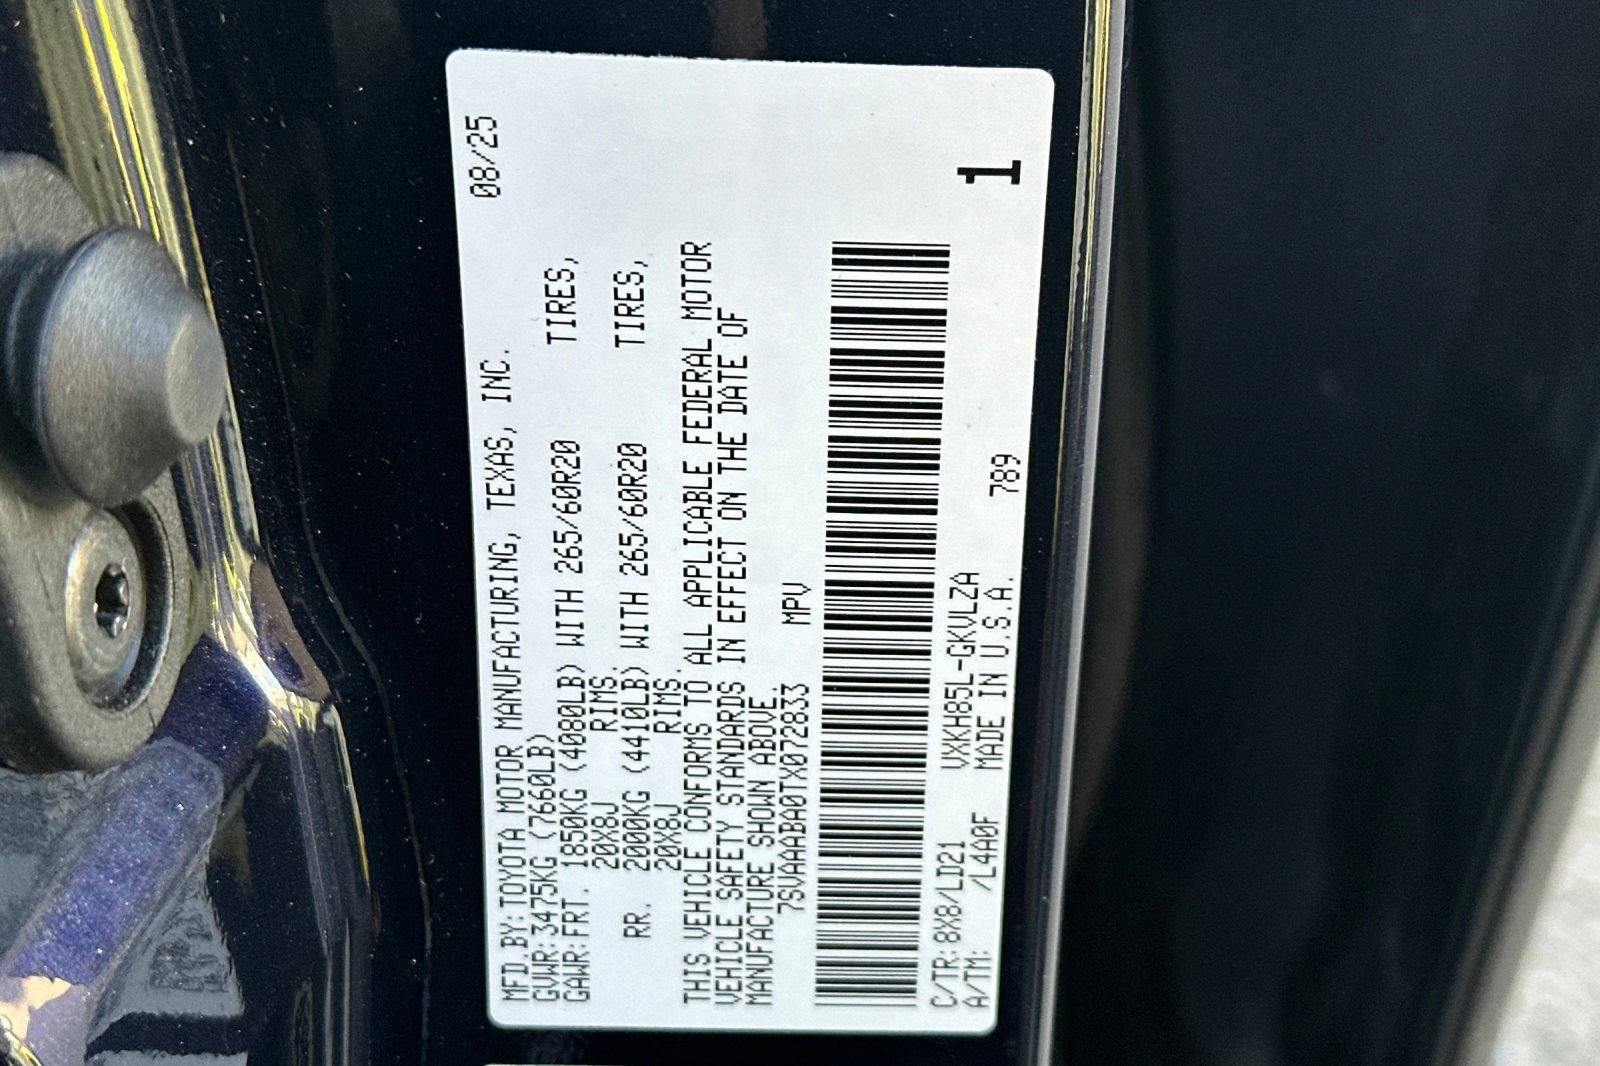 08/25
MFD.BY:TOYOTA MOTOR MANUFACTURING, TEXAS, INC.
GVWR:3475KG (7660LB)
GAWR:FRT. 1850KG (4080LB) WITH 265/60R20 TIRES,
20X8J RIMS.
RR. 2000KG (4410LB) WITH 265/60R20 TIRES,
20X8J RIMS.
THIS VEHICLE CONFORMS TO ALL APPLICABLE FEDERAL MOTOR
VEHICLE SAFETY STANDARDS IN EFFECT ON THE DATE OF
MANUFACTURE SHOWN ABOVE.
7SVAAABA0TX072833 MPV
1
C/TR:8X8/LD21 VXKH85L-GKVLZA
A/TM: /L4A0F MADE IN U.S.A. 789